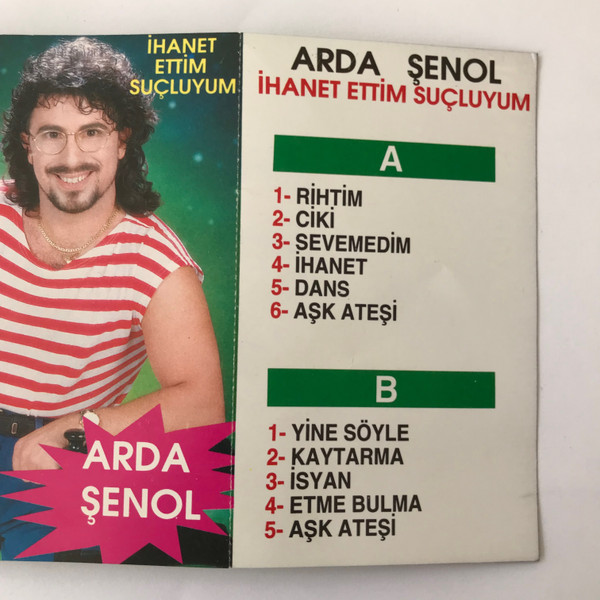 İHANET
ETTİM
SUÇLUYUM
ARDA
ŞENOL
ARDA ŞENOL
İHANET ETTİM SUÇLUYUM
A
1- RİHTİM
2- CİKİ
3- SEVEMEDİM
4- İHANET
5- DANS
6- AŞK ATEŞİ
B
1- YİNE SÖYLE
2- KAYTARMA
3- İSYAN
4- ETME BULMA
5- AŞK ATEŞİ